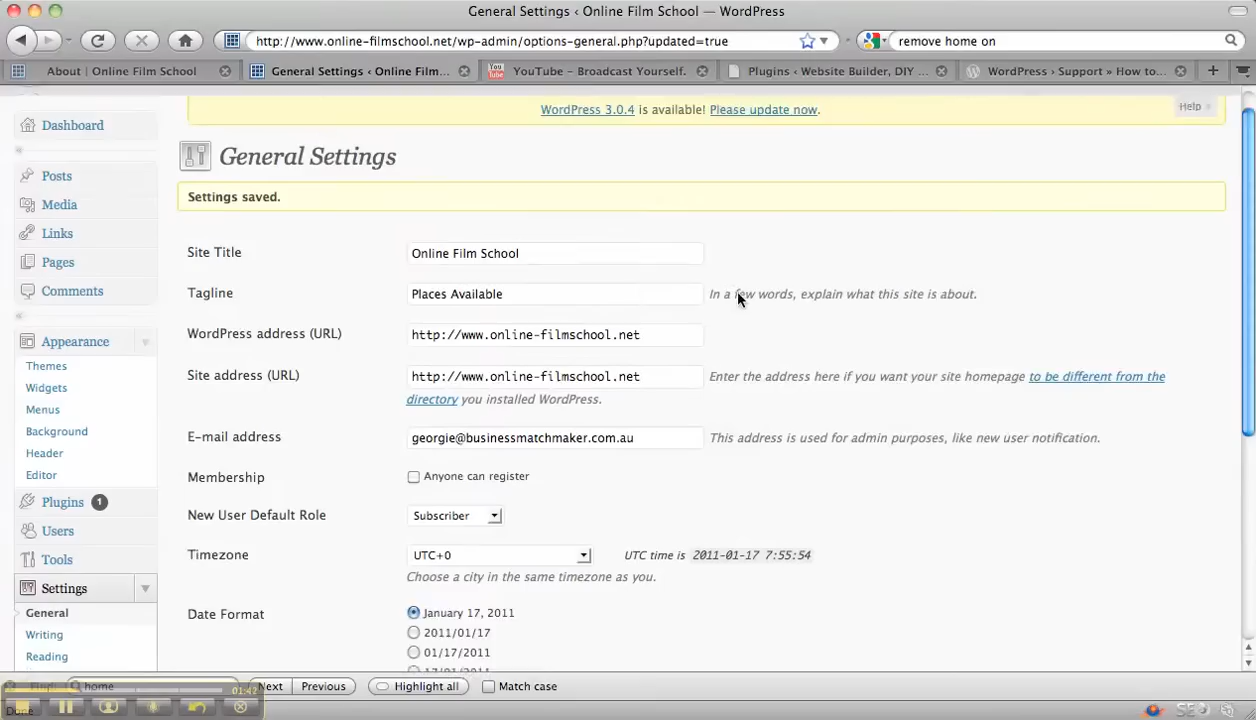 General Settings ‹ Online Film School — WordPress
http://www.online-filmschool.net/wp-admin/options-general.php?updated=true
remove home on
About | Online Film School
General Settings ‹ Online Film...
YouTube - Broadcast Yourself.
Plugins ‹ Website Builder, DIY ...
WordPress › Support » How to...
WordPress 3.0.4 is available! Please update now.
Help
Dashboard
Posts
Media
Links
Pages
Comments
Appearance
Themes
Widgets
Menus
Background
Header
Editor
Plugins 1
Users
Tools
Settings
General
Writing
Reading
General Settings
Settings saved.
Site Title
Online Film School
Tagline
Places Available
In a few words, explain what this site is about.
WordPress address (URL)
http://www.online-filmschool.net
Site address (URL)
http://www.online-filmschool.net
Enter the address here if you want your site homepage to be different from the
directory you installed WordPress.
E-mail address
georgie@businessmatchmaker.com.au
This address is used for admin purposes, like new user notification.
Membership
Anyone can register
New User Default Role
Subscriber
Timezone
UTC+0
UTC time is 2011-01-17 7:55:54
Choose a city in the same timezone as you.
Date Format
January 17, 2011
2011/01/17
01/17/2011
home
Next
Previous
Highlight all
Match case
01:42
Done